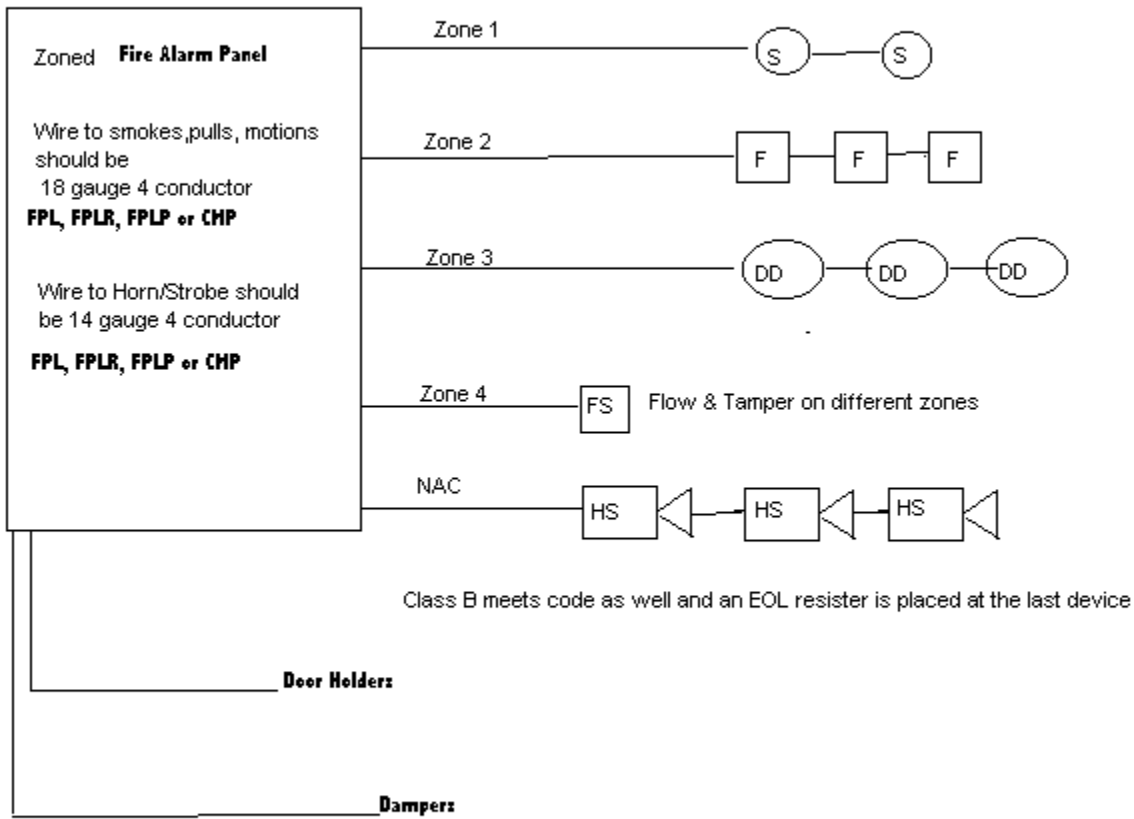 Zoned Fire Alarm Panel
Wire to smokes,pulls, motions
should be
18 gauge 4 conductor
FPL, FPLR, FPLP or CMP
Wire to Horn/Strobe should
be 14 gauge 4 conductor
FPL, FPLR, FPLP or CMP
Zone 1
S S
Zone 2
F F F
Zone 3
DD DD DD
Zone 4
FS Flow & Tamper on different zones
NAC
HS HS HS
Class B meets code as well and an EOL resister is placed at the last device
Door Holders
Dampers